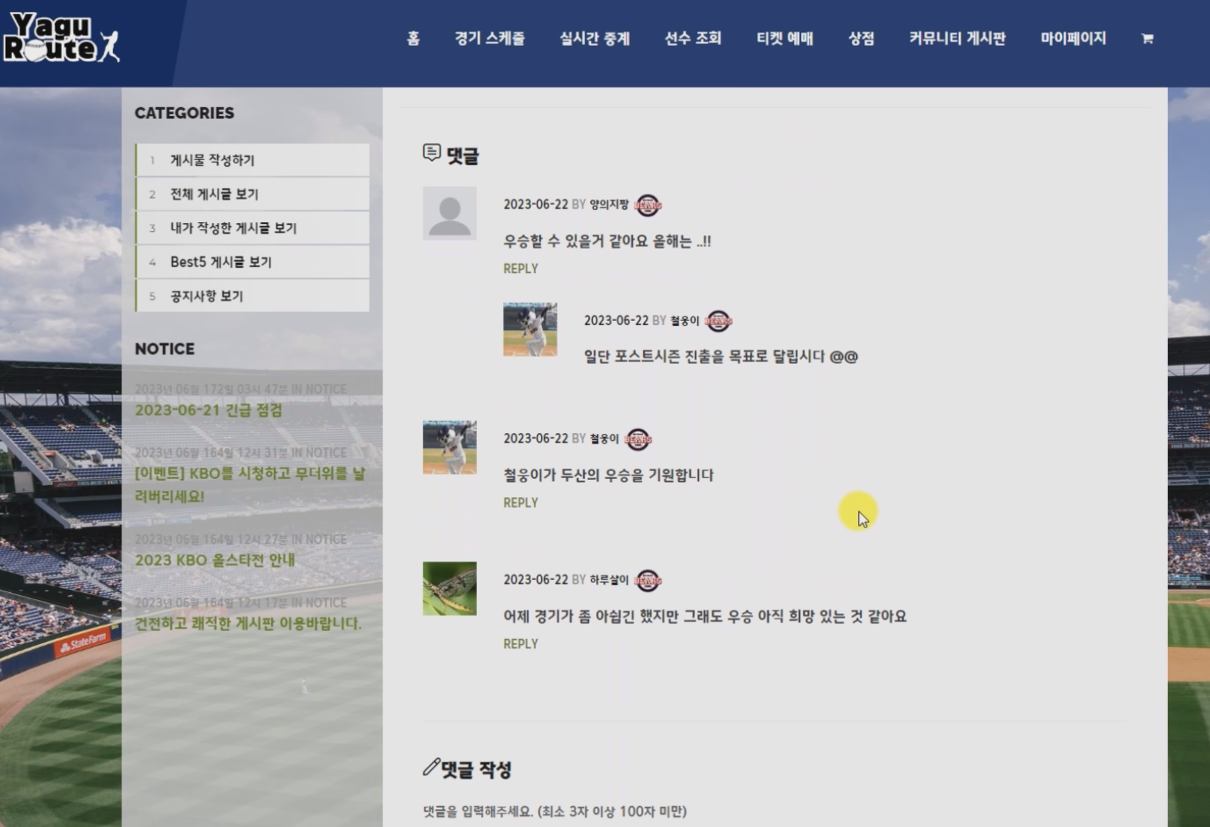 Yagu
Route
홈 경기 스케줄 실시간 중계 선수 조회 티켓 예매 상점 커뮤니티 게시판 마이페이지
CATEGORIES
1 게시물 작성하기
2 전체 게시글 보기
3 내가 작성한 게시글 보기
4 Best5 게시글 보기
5 공지사항 보기
NOTICE
2023년 06월 172일 03시 47분 IN NOTICE
2023-06-21 긴급 점검
2023년 06월 164일 12시 31분 IN NOTICE
[이벤트] KBO를 시청하고 무더위를 날
려버리세요!
2023년 06월 164일 12시 27분 IN NOTICE
2023 KBO 올스타전 안내
2023년 06월 164일 12시 17분 IN NOTICE
건전하고 쾌적한 게시판 이용바랍니다.
StateFarm
댓글
2023-06-22 BY 양의지짱 BEARS
우승할 수 있을거 같아요 올해는 ..!!
REPLY
2023-06-22 BY 철웅이 BEARS
일단 포스트시즌 진출을 목표로 달립시다 @@
2023-06-22 BY 철웅이 BEARS
철웅이가 두산의 우승을 기원합니다
REPLY
2023-06-22 BY 하루살이 BEARS
어제 경기가 좀 아쉽긴 했지만 그래도 우승 아직 희망 있는 것 같아요
REPLY
댓글 작성
댓글을 입력해주세요. (최소 3자 이상 100자 미만)